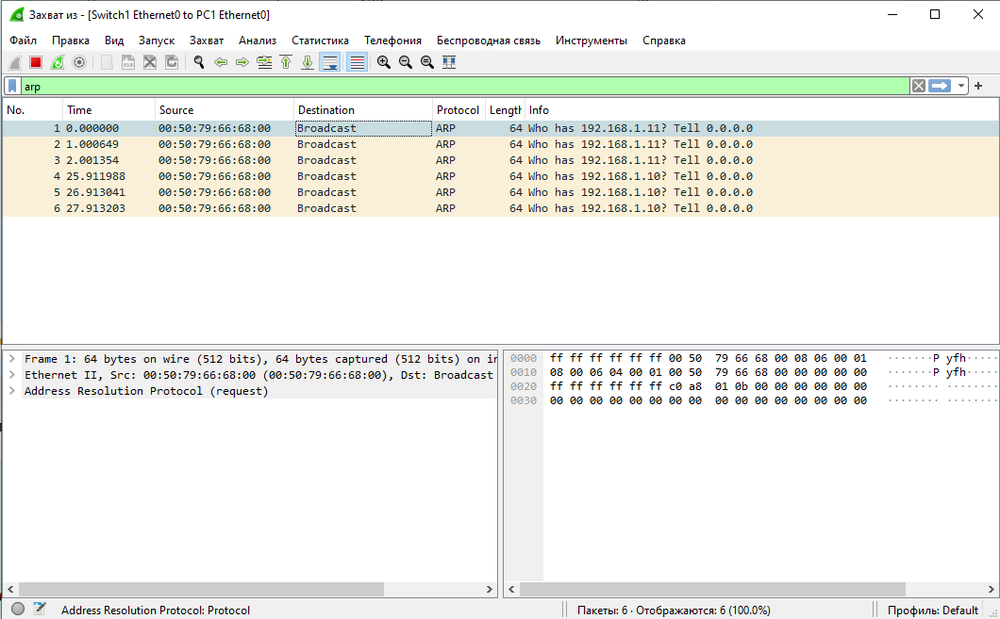 Захват из - [Switch1 Ethernet0 to PC1 Ethernet0]
Файл Правка Вид Запуск Захват Анализ Статистика Телефония Беспроводная связь Инструменты Справка
arp
No. Time Source Destination Protocol Lengtł Info
1 0.000000 00:50:79:66:68:00 Broadcast ARP 64 Who has 192.168.1.11? Tell 0.0.0.0
2 1.000649 00:50:79:66:68:00 Broadcast ARP 64 Who has 192.168.1.11? Tell 0.0.0.0
3 2.001354 00:50:79:66:68:00 Broadcast ARP 64 Who has 192.168.1.11? Tell 0.0.0.0
4 25.911988 00:50:79:66:68:00 Broadcast ARP 64 Who has 192.168.1.10? Tell 0.0.0.0
5 26.913041 00:50:79:66:68:00 Broadcast ARP 64 Who has 192.168.1.10? Tell 0.0.0.0
6 27.913203 00:50:79:66:68:00 Broadcast ARP 64 Who has 192.168.1.10? Tell 0.0.0.0
Frame 1: 64 bytes on wire (512 bits), 64 bytes captured (512 bits) on in
Ethernet II, Src: 00:50:79:66:68:00 (00:50:79:66:68:00), Dst: Broadcast
Address Resolution Protocol (request)
0000 ff ff ff ff ff ff 00 50 79 66 68 00 08 06 00 01 ·······P yfh·····
0010 08 00 06 04 00 01 00 50 79 66 68 00 00 00 00 00 ·······P yfh·····
0020 ff ff ff ff ff ff c0 a8 01 0b 00 00 00 00 00 00 ········ ········
0030 00 00 00 00 00 00 00 00 00 00 00 00 00 00 00 00 ········ ········
Address Resolution Protocol: Protocol Пакеты: 6 · Отображаются: 6 (100.0%) Профиль: Default